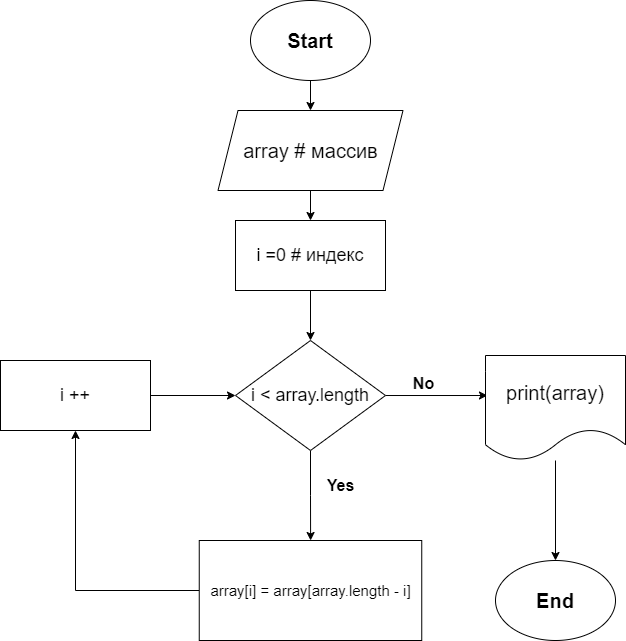 Start
array # массив
i =0 # индекс
i ++
i < array.length
No
print(array)
Yes
array[i] = array[array.length - i]
End